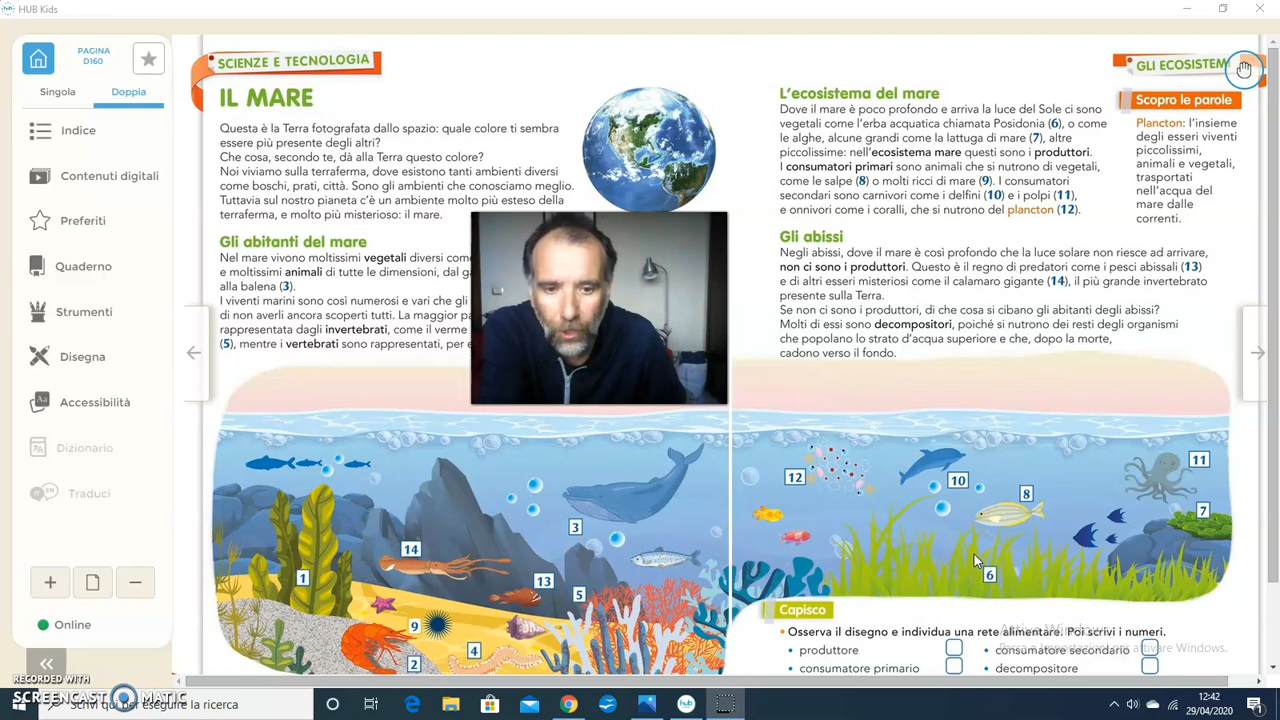 HUB Kids
PAGINA
D160
Singola
Doppia
Indice
Contenuti digitali
Preferiti
Quaderno
Strumenti
Disegna
Accessibilità
Dizionario
Traduci
Online
SCIENZE E TECNOLOGIA
IL MARE
Questa è la Terra fotografata dallo spazio: quale colore ti sembra
essere più presente degli altri?
Che cosa, secondo te, dà alla Terra questo colore?
Noi viviamo sulla terraferma, dove esistono tanti ambienti diversi
come boschi, prati, città. Sono gli ambienti che conosciamo meglio.
Tuttavia sul nostro pianeta c'è un ambiente molto più esteso della
terraferma, e molto più misterioso: il mare.
Gli abitanti del mare
Nel mare vivono moltissimi vegetali diversi come
e moltissimi animali di tutte le dimensioni, dal
alla balena (3).
I viventi marini sono così numerosi e vari che gli
di non averli ancora scoperti tutti. La maggior
rappresentata dagli invertebrati, come il verme
(5), mentre i vertebrati sono rappresentati, per
GLI ECOSISTEM
L'ecosistema del mare
Dove il mare è poco profondo e arriva la luce del Sole ci sono
vegetali come l'erba acquatica chiamata Posidonia (6), o come
le alghe, alcune grandi come la lattuga di mare (7), altre
piccolissime: nell'ecosistema mare questi sono i produttori.
I consumatori primari sono animali che si nutrono di vegetali,
come le salpe (8) o molti ricci di mare (9). I consumatori
secondari sono carnivori come i delfini (10) e i polpi (11),
e onnivori come i coralli, che si nutrono del plancton (12).
Scopro le parole
Plancton: l'insieme
degli esseri viventi
piccolissimi,
animali e vegetali,
trasportati
nell'acqua del
mare dalle
correnti.
Gli abissi
Negli abissi, dove il mare è così profondo che la luce solare non riesce ad arrivare,
non ci sono i produttori. Questo è il regno di predatori come i pesci abissali (13)
e di altri esseri misteriosi come il calamaro gigante (14), il più grande invertebrato
presente sulla Terra.
Se non ci sono i produttori, di che cosa si cibano gli abitanti degli abissi?
Molti di essi sono decompositori, poiché si nutrono dei resti degli organismi
che popolano lo strato d'acqua superiore e che, dopo la morte,
cadono verso il fondo.
11
12
10
8
7
3
14
6
1
13
5
9
4
2
Capisco
• Osserva il disegno e individua una rete alimentare. Poi scrivi i numeri.
• produttore
• consumatore secondario
• consumatore primario
• decompositore
Attiva Windows
RECORDED WITH
SCREENCAST MATIC
Scrivi qui per eseguire la ricerca
12:42
29/04/2020